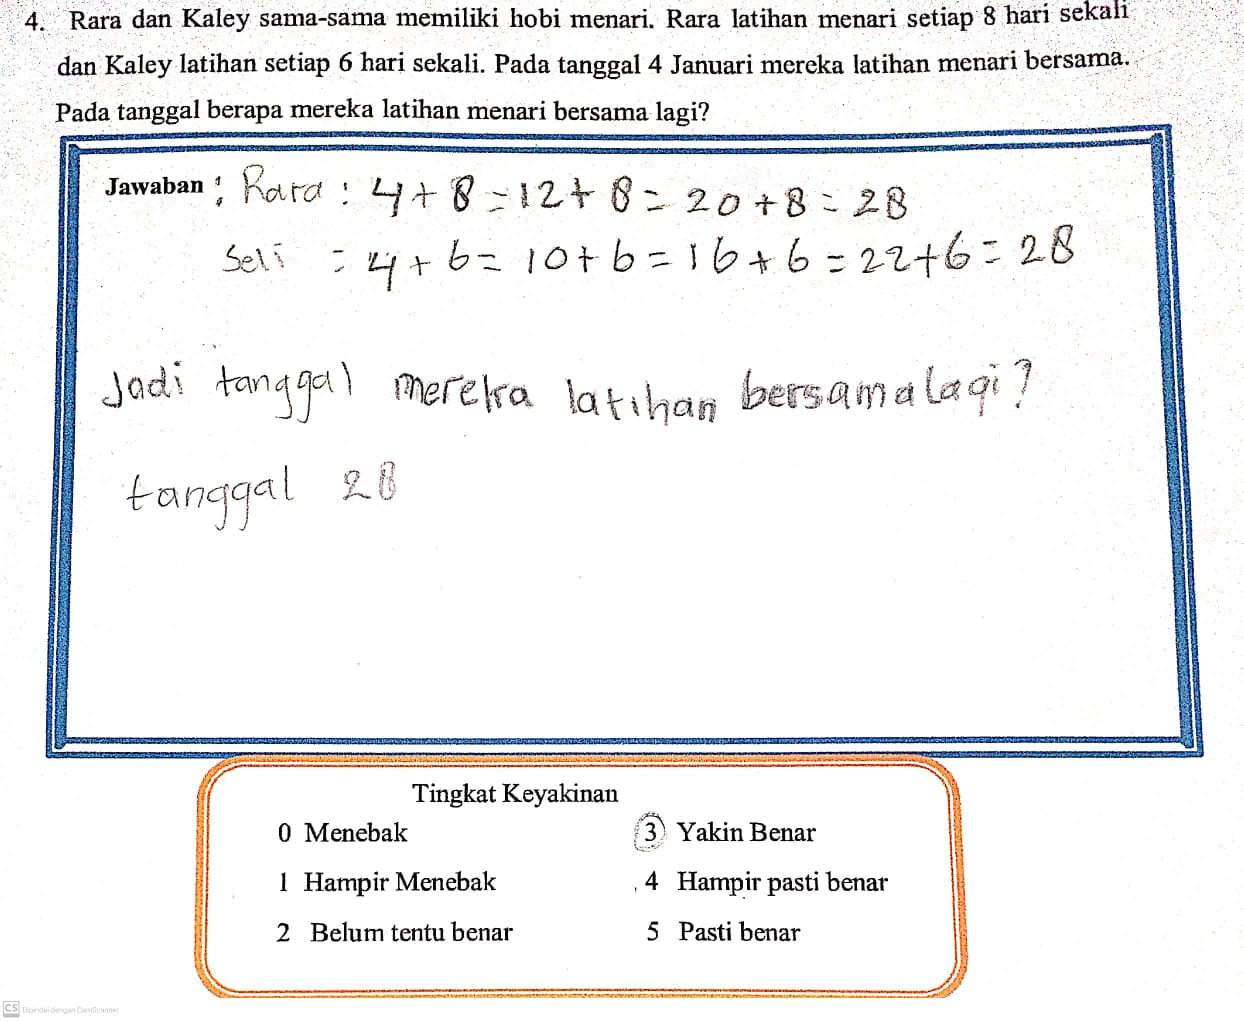 4. Rara dan Kaley sama-sama memiliki hobi menari. Rara latihan menari setiap 8 hari sekali
dan Kaley latihan setiap 6 hari sekali. Pada tanggal 4 Januari mereka latihan menari bersama.
Pada tanggal berapa mereka latihan menari bersama lagi?
Jawaban : Rara : 4+8=12+8=20+8=28
Seli = 4+6=10+6=16+6=22+6=28
Jadi tanggal mereka latihan bersama lagi?
tanggal 28
Tingkat Keyakinan
0 Menebak 3 Yakin Benar
1 Hampir Menebak 4 Hampir pasti benar
2 Belum tentu benar 5 Pasti benar
CS Dipindai dengan CamScanner